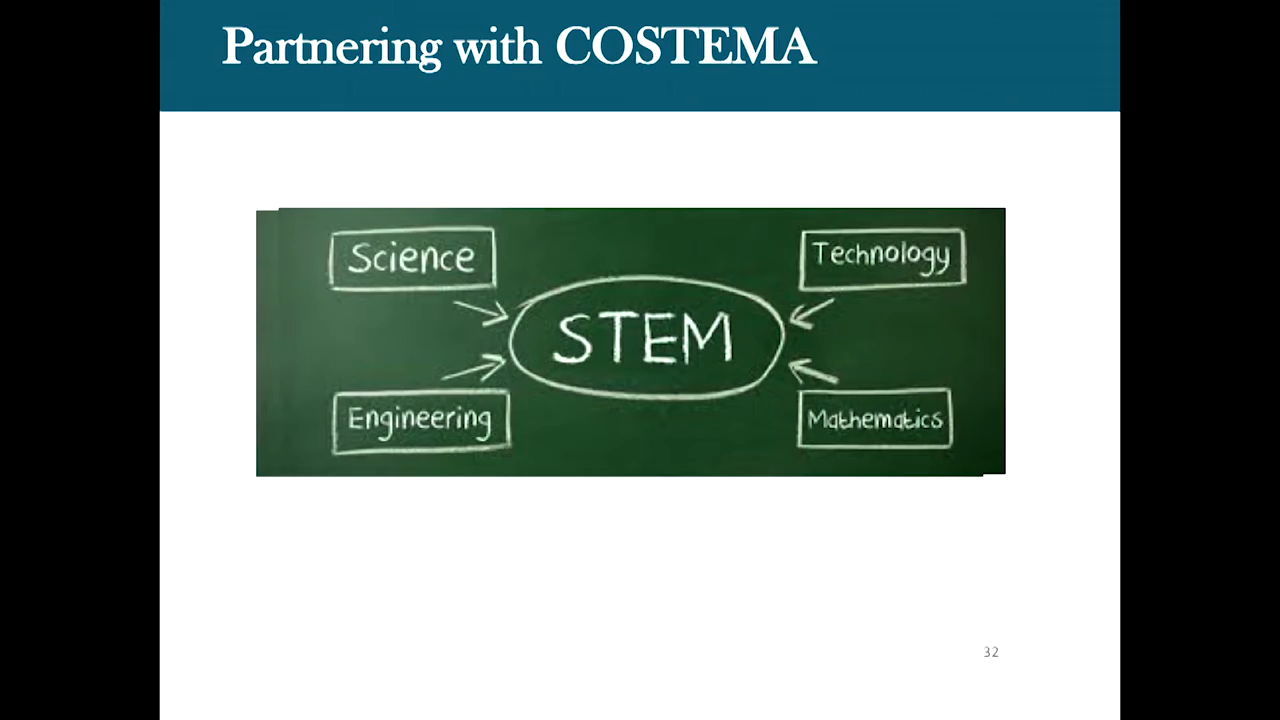 Partnering with COSTEMA
Science
Technology
STEM
Engineering
Mathematics
32